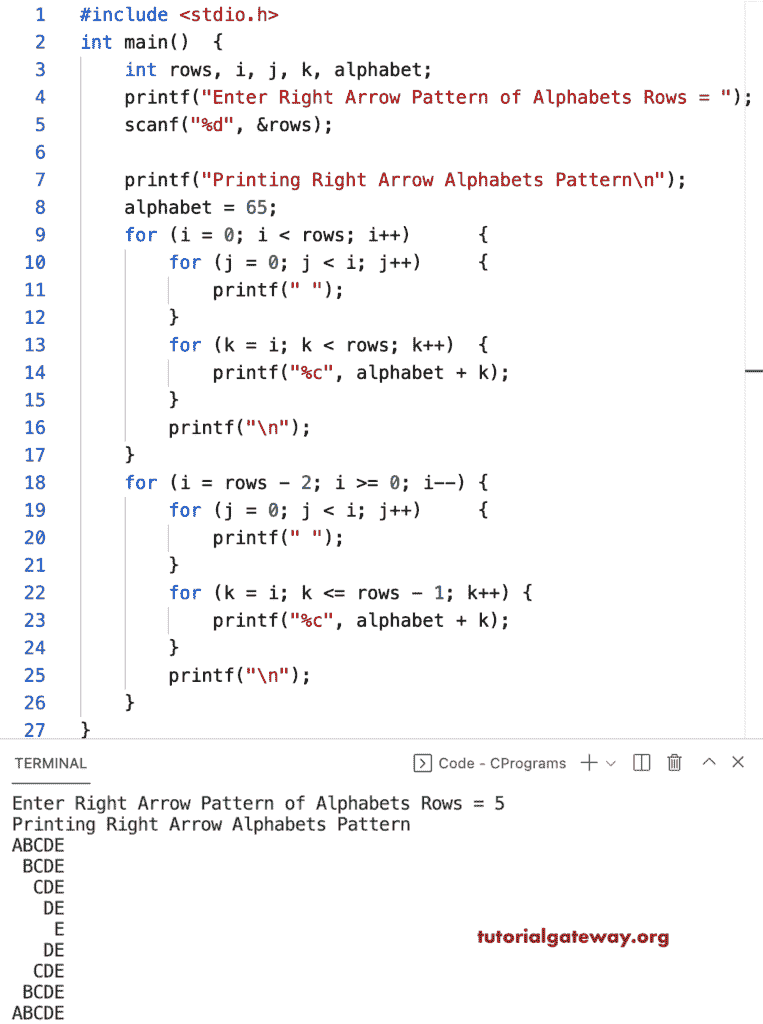 1 #include <stdio.h>
2 int main()  {
3     int rows, i, j, k, alphabet;
4     printf("Enter Right Arrow Pattern of Alphabets Rows = ");
5     scanf("%d", &rows);
6
7     printf("Printing Right Arrow Alphabets Pattern\n");
8     alphabet = 65;
9     for (i = 0; i < rows; i++)      {
10         for (j = 0; j < i; j++)     {
11             printf(" ");
12         }
13         for (k = i; k < rows; k++)  {
14             printf("%c", alphabet + k);
15         }
16         printf("\n");
17     }
18     for (i = rows - 2; i >= 0; i--) {
19         for (j = 0; j < i; j++)     {
20             printf(" ");
21         }
22         for (k = i; k <= rows - 1; k++) {
23             printf("%c", alphabet + k);
24         }
25         printf("\n");
26     }
27 }
TERMINAL Code - CPrograms
Enter Right Arrow Pattern of Alphabets Rows = 5
Printing Right Arrow Alphabets Pattern
ABCDE
 BCDE
  CDE
   DE
    E
tutorialgateway.org
   DE
  CDE
 BCDE
ABCDE